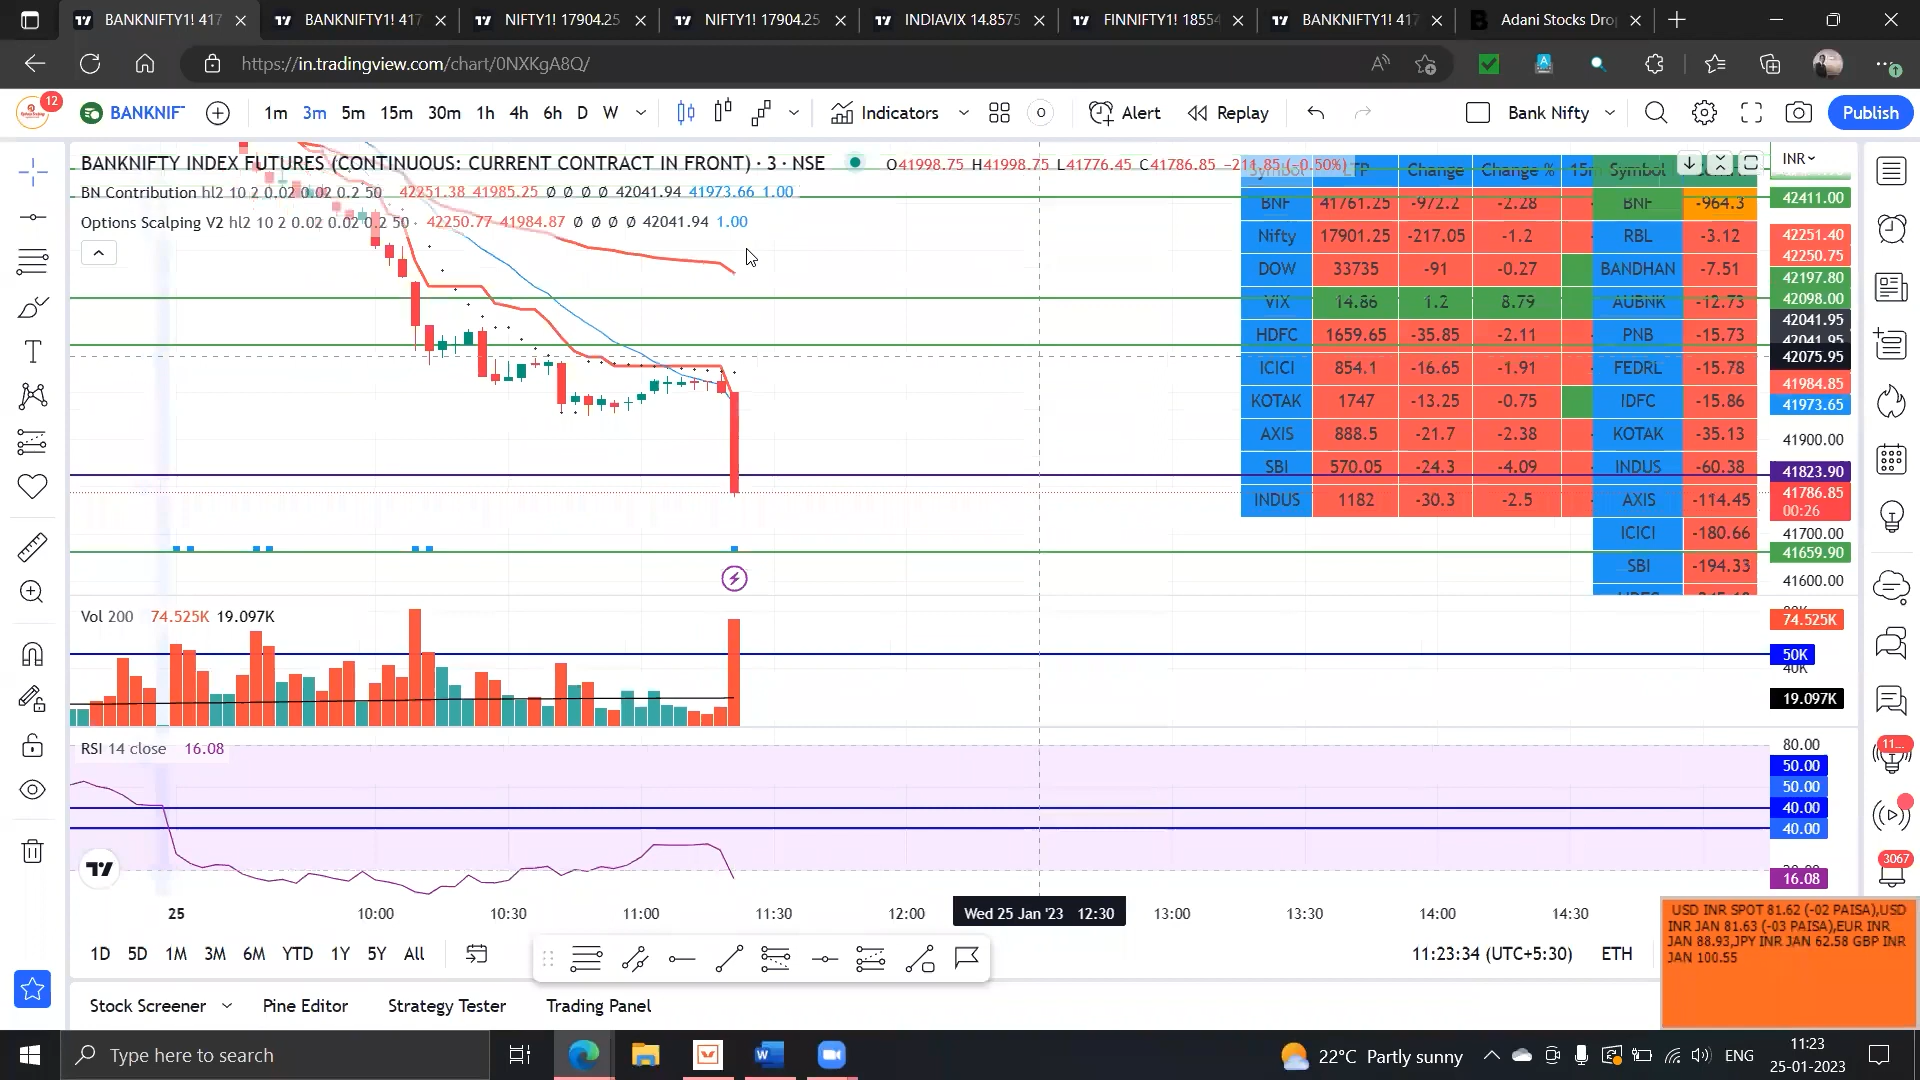 BANKNIFTY1! 417
BANKNIFTY1! 417
NIFTY1! 17904.25
NIFTY1! 17904.25
INDIAVIX 14.8575
FINNIFTY1! 18554
BANKNIFTY1! 417
Adani Stocks Dro
https://in.tradingview.com/chart/0NXKgA8Q/
12
BANKNIF
1m 3m 5m 15m 30m 1h 4h 6h D W
Indicators
Alert
Replay
Bank Nifty
Publish
BANKNIFTY INDEX FUTURES (CONTINUOUS: CURRENT CONTRACT IN FRONT) · 3 · NSE
O41998.75 H41998.75 L41776.45 C41786.85 −211.85 (−0.50%)
BN Contribution hl2 10 2 0.02 0.02 0.2 50 42251.38 41985.25 Ø Ø Ø Ø 42041.94 41973.66 1.00
Options Scalping V2 hl2 10 2 0.02 0.02 0.2 50 42250.77 41984.87 Ø Ø Ø Ø 42041.94 1.00
Symbol Change Change %
BNF 41761.25 -972.2 -2.28
Nifty 17901.25 -217.05 -1.2
DOW 33735 -91 -0.27
VIX 14.86 1.2 8.79
HDFC 1659.65 -35.85 -2.11
ICICI 854.1 -16.65 -1.91
KOTAK 1747 -13.25 -0.75
AXIS 888.5 -21.7 -2.38
SBI 570.05 -24.3 -4.09
INDUS 1182 -30.3 -2.5
Symbol
BNF -964.3
RBL -3.12
BANDHAN -7.51
AUBNK -12.73
PNB -15.73
FEDRL -15.78
IDFC -15.86
KOTAK -35.13
INDUS -60.38
AXIS -114.45
ICICI -180.66
SBI -194.33
INR
42411.00
42251.40
42250.75
42197.80
42098.00
42041.95
42041.95
42075.95
41984.85
41973.65
41900.00
41823.90
41786.85
00:26
41700.00
41659.90
41600.00
Vol 200 74.525K 19.097K
74.525K
50K
40K
19.097K
RSI 14 close 16.08
80.00
50.00
50.00
40.00
40.00
16.08
25 10:00 10:30 11:00 11:30 12:00 Wed 25 Jan '23 12:30 13:00 13:30 14:00 14:30
1D 5D 1M 3M 6M YTD 1Y 5Y All
11:23:34 (UTC+5:30) ETH
11...
3067
USD INR SPOT 81.62 (-02 PAISA),USD
INR JAN 81.63 (-03 PAISA),EUR INR
JAN 88.93,JPY INR JAN 62.58 GBP INR
JAN 100.55
Stock Screener Pine Editor Strategy Tester Trading Panel
Type here to search
22°C Partly sunny
ENG
11:23
25-01-2023